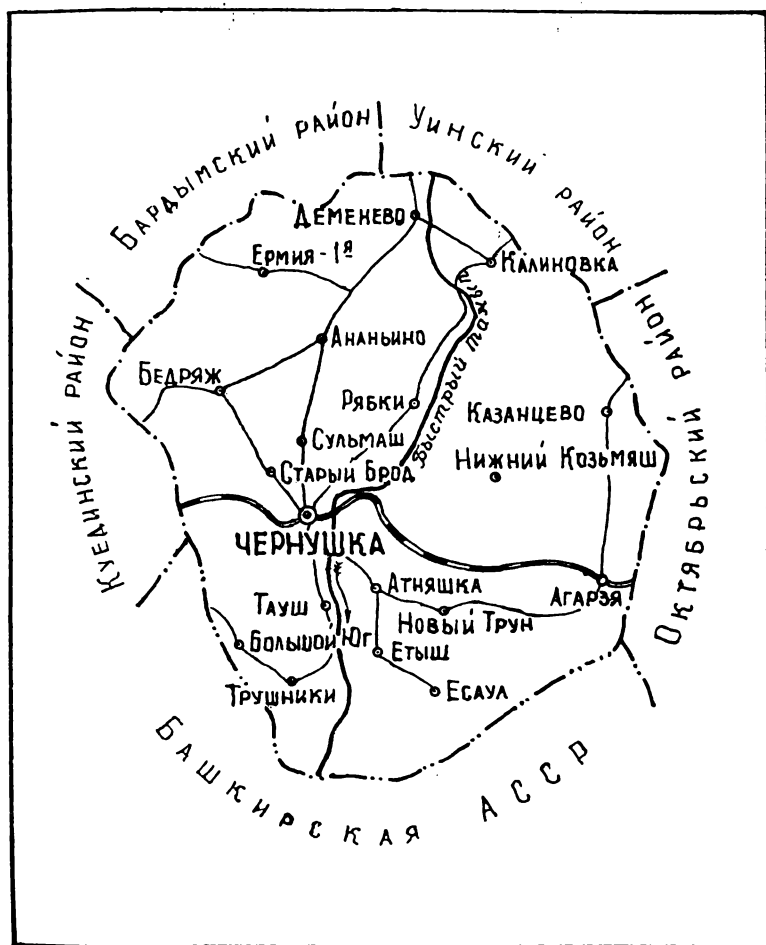 Бардымский район
Уинский район
Деменево
Ермия-1я
Калиновка
Куединский район
Октябрьский район
Ананьино
Бедряж
Рябки
Быстрый Танып
Казанцево
Сульмаш
Нижний Козьмяш
Старый Брод
ЧЕРНУШКА
Атняшка
Агарзя
Тауш
Новый Трун
Большой Юг
Етыш
Трушники
Есаул
Башкирская АССР